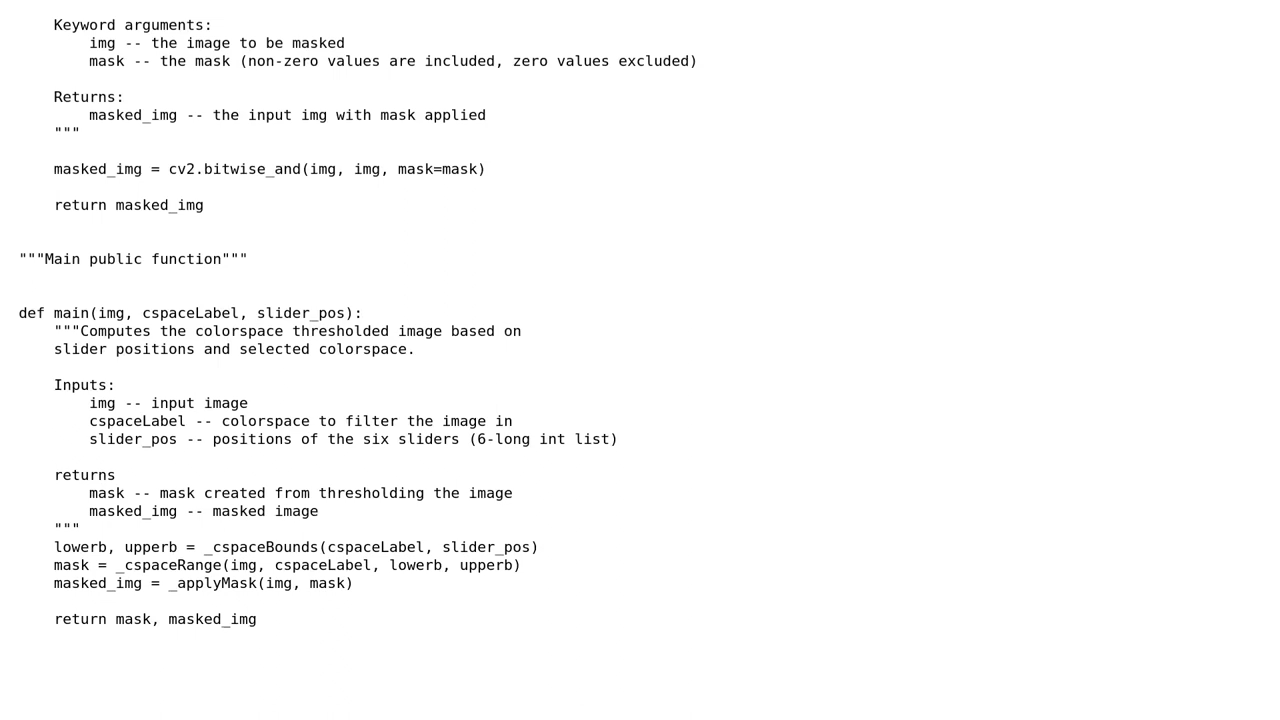 Keyword arguments:
        img -- the image to be masked
        mask -- the mask (non-zero values are included, zero values excluded)

    Returns:
        masked_img -- the input img with mask applied
    """

    masked_img = cv2.bitwise_and(img, img, mask=mask)

    return masked_img


"""Main public function"""


def main(img, cspaceLabel, slider_pos):
    """Computes the colorspace thresholded image based on
    slider positions and selected colorspace.

    Inputs:
        img -- input image
        cspaceLabel -- colorspace to filter the image in
        slider_pos -- positions of the six sliders (6-long int list)

    returns
        mask -- mask created from thresholding the image
        masked_img -- masked image
    """
    lowerb, upperb = _cspaceBounds(cspaceLabel, slider_pos)
    mask = _cspaceRange(img, cspaceLabel, lowerb, upperb)
    masked_img = _applyMask(img, mask)

    return mask, masked_img